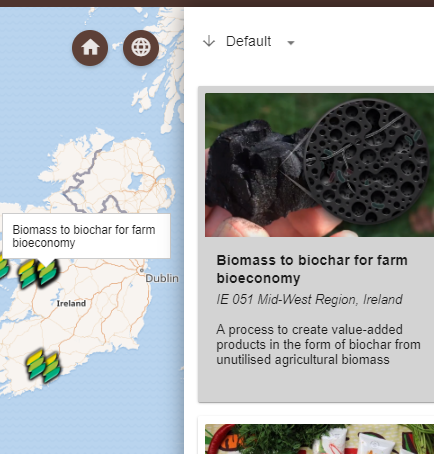 Default
Biomass to biochar for farm
bioeconomy
Dublin
Ireland
Biomass to biochar for farm
bioeconomy
IE 051 Mid-West Region, Ireland
A process to create value-added
products in the form of biochar from
unutilised agricultural biomass